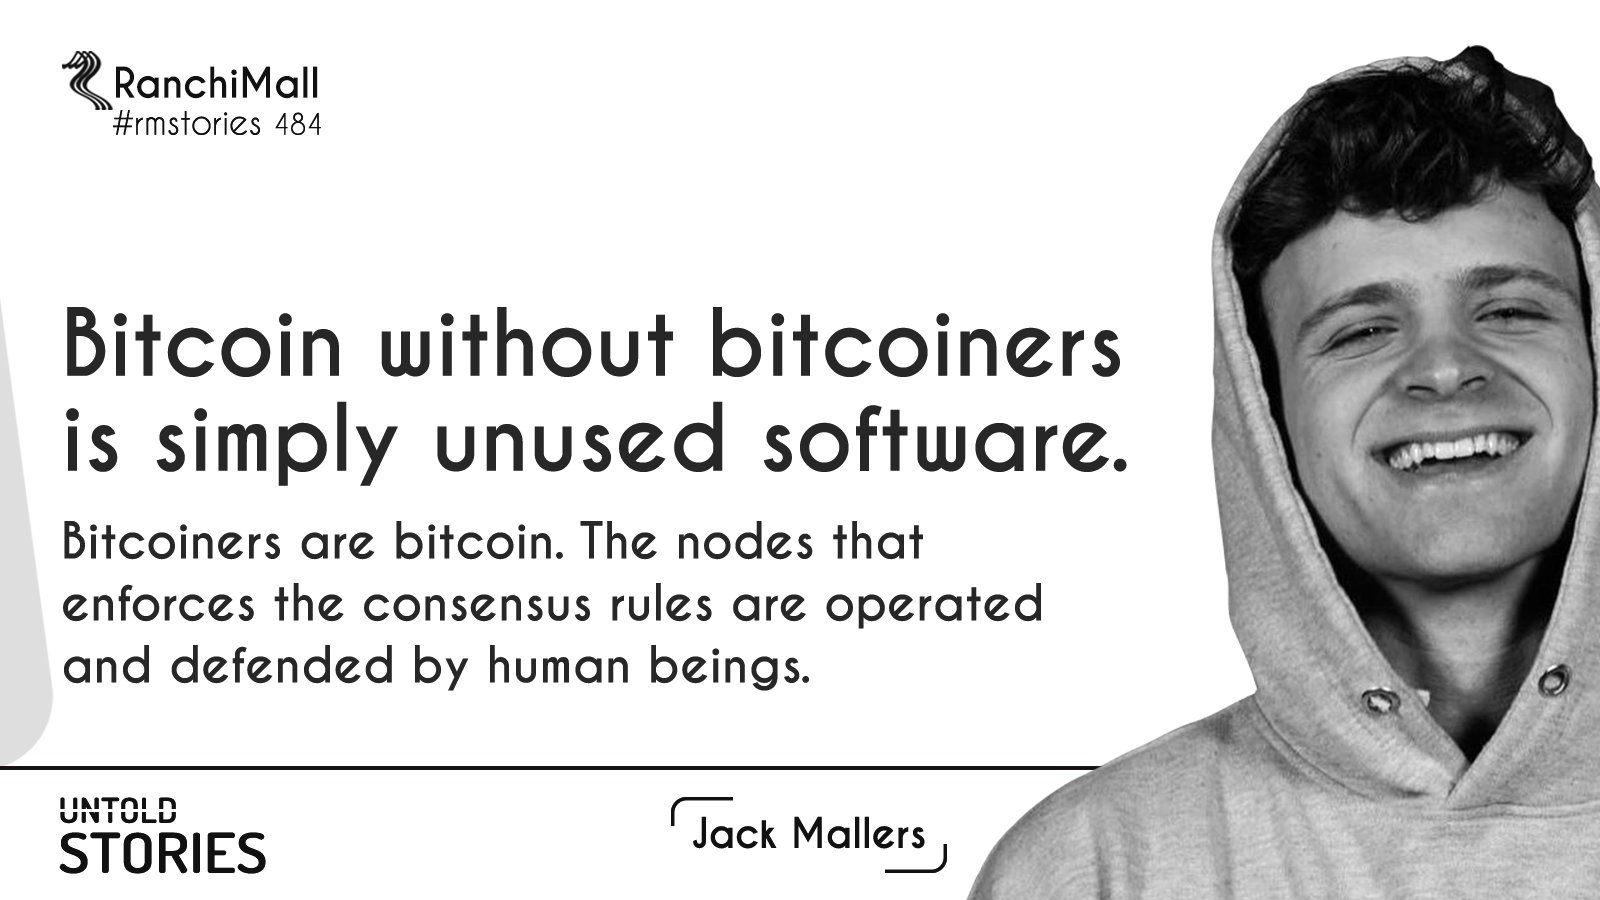 RanchiMall
#rmstories 484
Bitcoin without bitcoiners
is simply unused software.
Bitcoiners are bitcoin. The nodes that
enforces the consensus rules are operated
and defended by human beings.
UNTOLD
STORIES
Jack Mallers